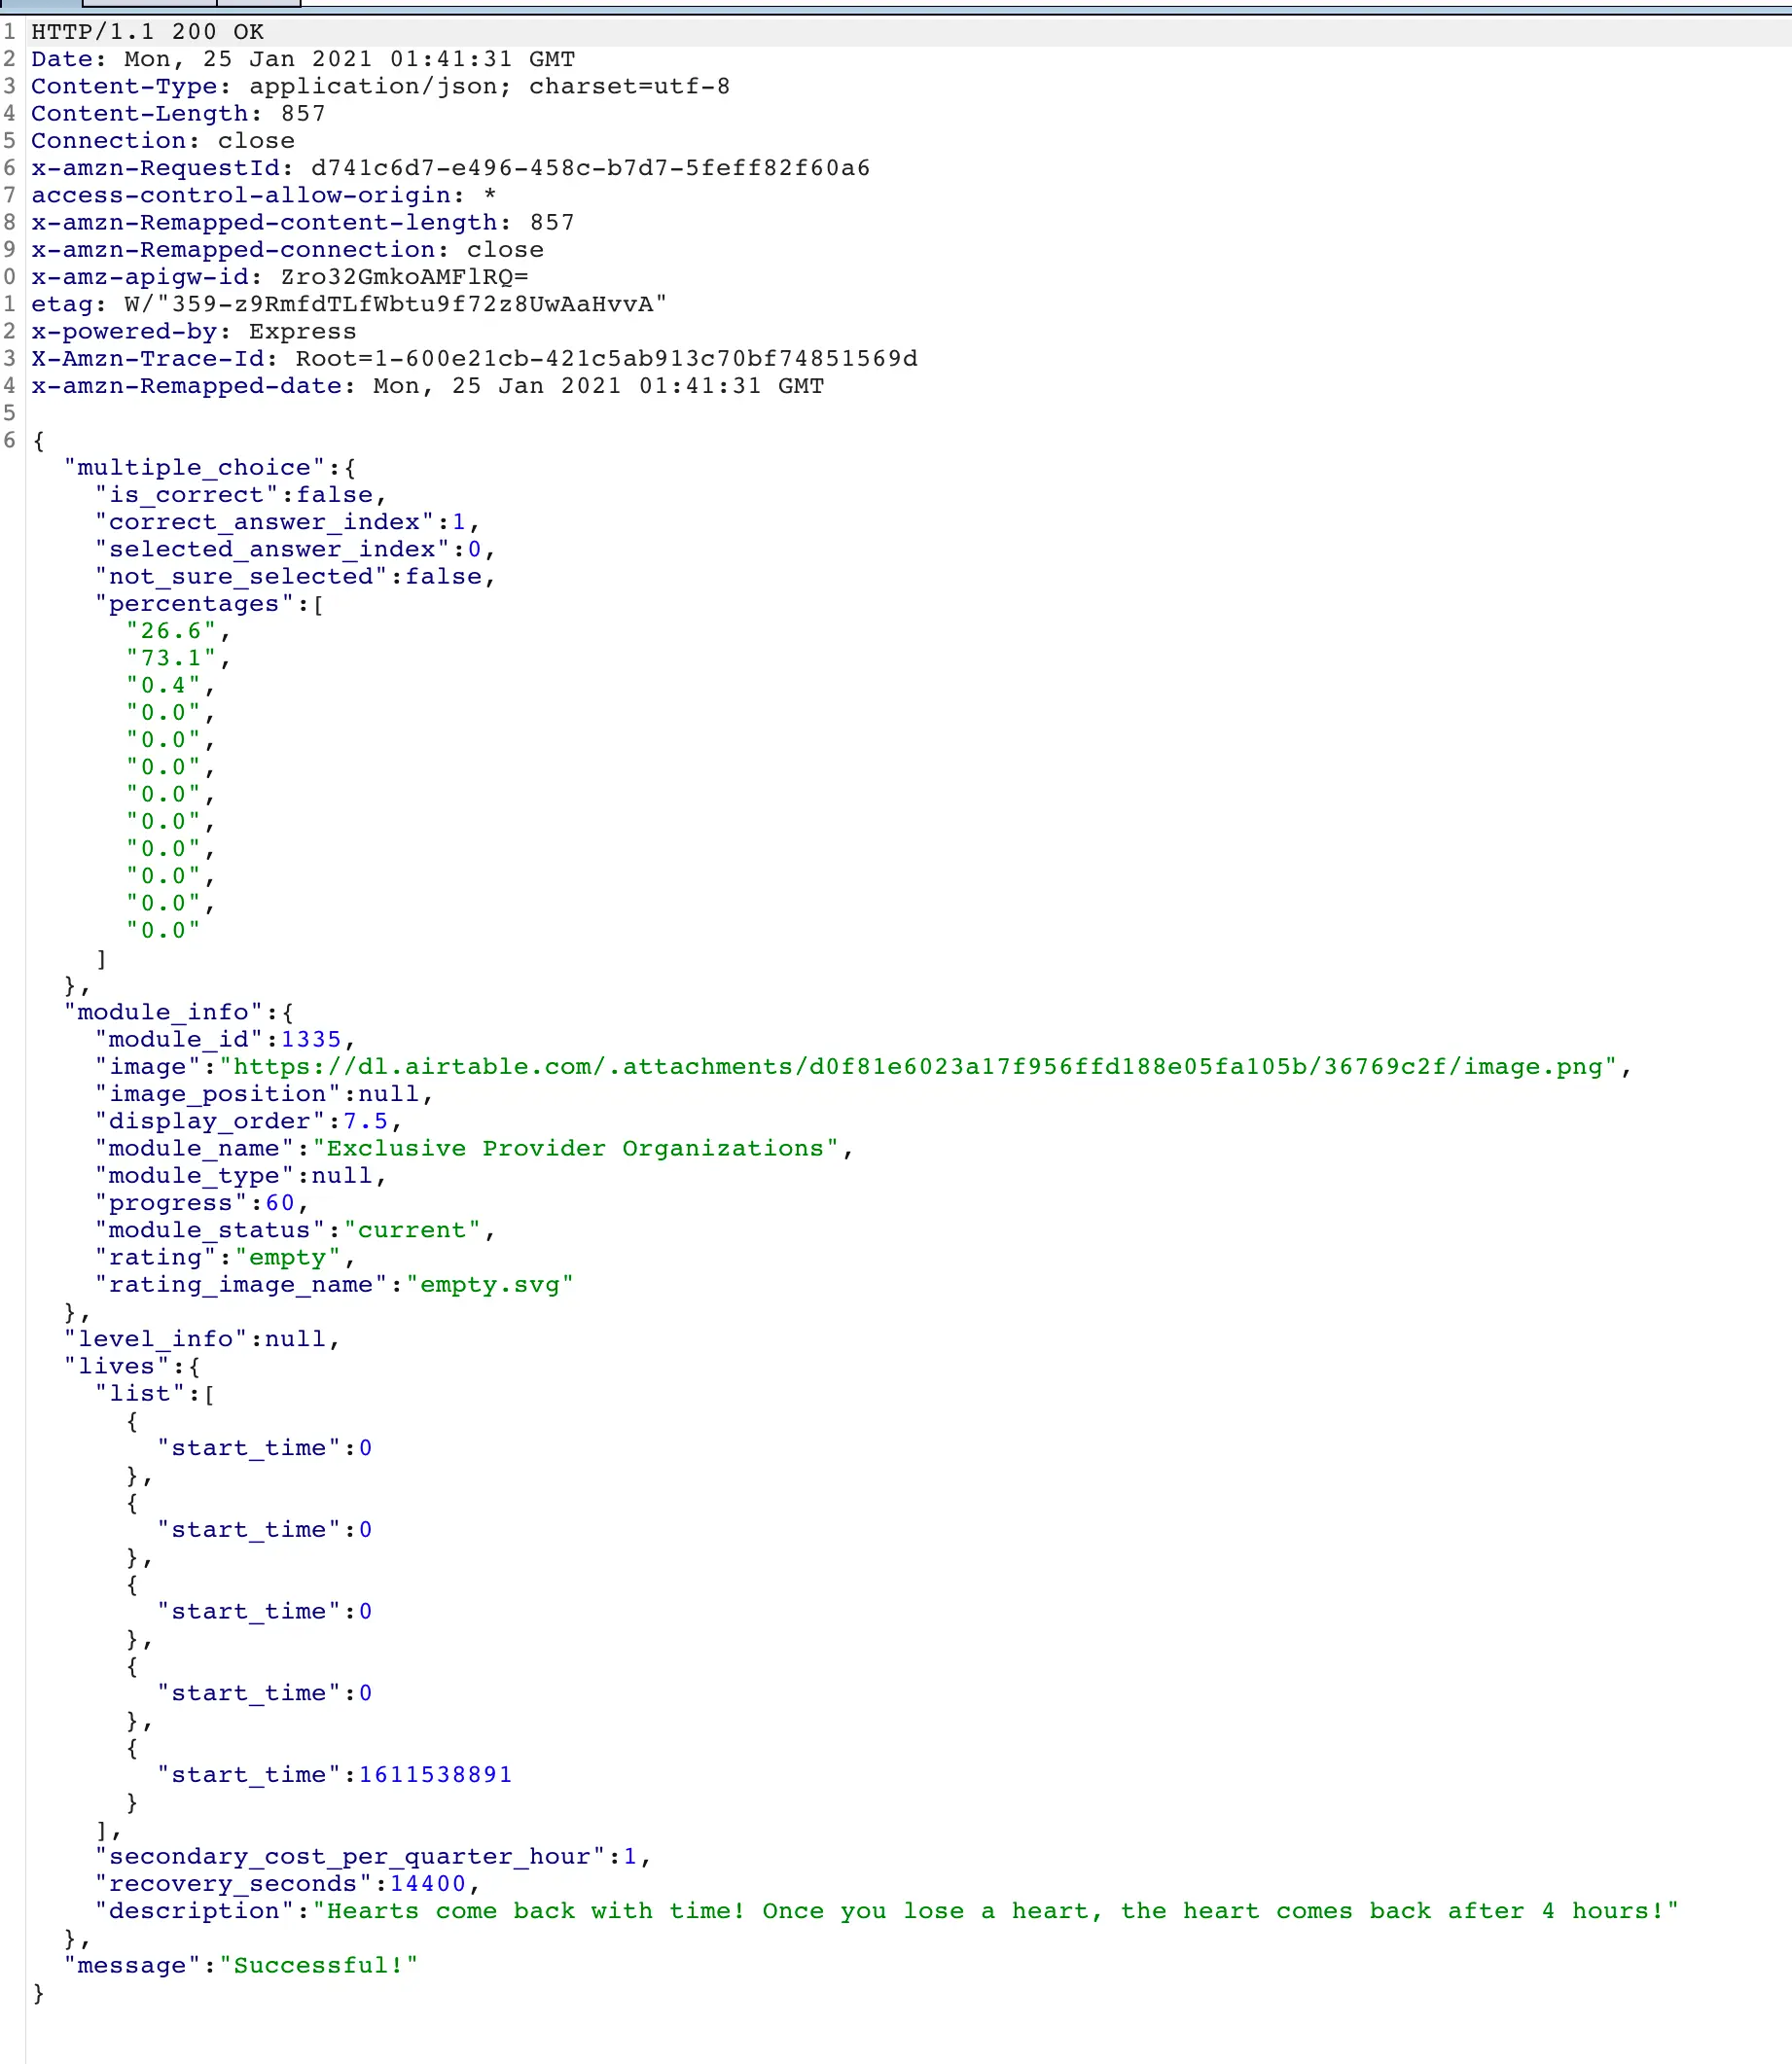 1 HTTP/1.1 200 OK
2 Date: Mon, 25 Jan 2021 01:41:31 GMT
3 Content-Type: application/json; charset=utf-8
4 Content-Length: 857
5 Connection: close
6 x-amzn-RequestId: d741c6d7-e496-458c-b7d7-5feff82f60a6
7 access-control-allow-origin: *
8 x-amzn-Remapped-content-length: 857
9 x-amzn-Remapped-connection: close
0 x-amz-apigw-id: Zro32GmkoAMFlRQ=
1 etag: W/"359-z9RmfdTLfWbtu9f72z8UwAaHvvA"
2 x-powered-by: Express
3 X-Amzn-Trace-Id: Root=1-600e21cb-421c5ab913c70bf74851569d
4 x-amzn-Remapped-date: Mon, 25 Jan 2021 01:41:31 GMT
5
6 {
"multiple_choice":{
"is_correct":false,
"correct_answer_index":1,
"selected_answer_index":0,
"not_sure_selected":false,
"percentages":[
"26.6",
"73.1",
"0.4",
"0.0",
"0.0",
"0.0",
"0.0",
"0.0",
"0.0",
"0.0",
"0.0",
"0.0"
]
},
"module_info":{
"module_id":1335,
"image":"https://dl.airtable.com/.attachments/d0f81e6023a17f956ffd188e05fa105b/36769c2f/image.png",
"image_position":null,
"display_order":7.5,
"module_name":"Exclusive Provider Organizations",
"module_type":null,
"progress":60,
"module_status":"current",
"rating":"empty",
"rating_image_name":"empty.svg"
},
"level_info":null,
"lives":{
"list":[
{
"start_time":0
},
{
"start_time":0
},
{
"start_time":0
},
{
"start_time":0
},
{
"start_time":1611538891
}
],
"secondary_cost_per_quarter_hour":1,
"recovery_seconds":14400,
"description":"Hearts come back with time! Once you lose a heart, the heart comes back after 4 hours!"
},
"message":"Successful!"
}